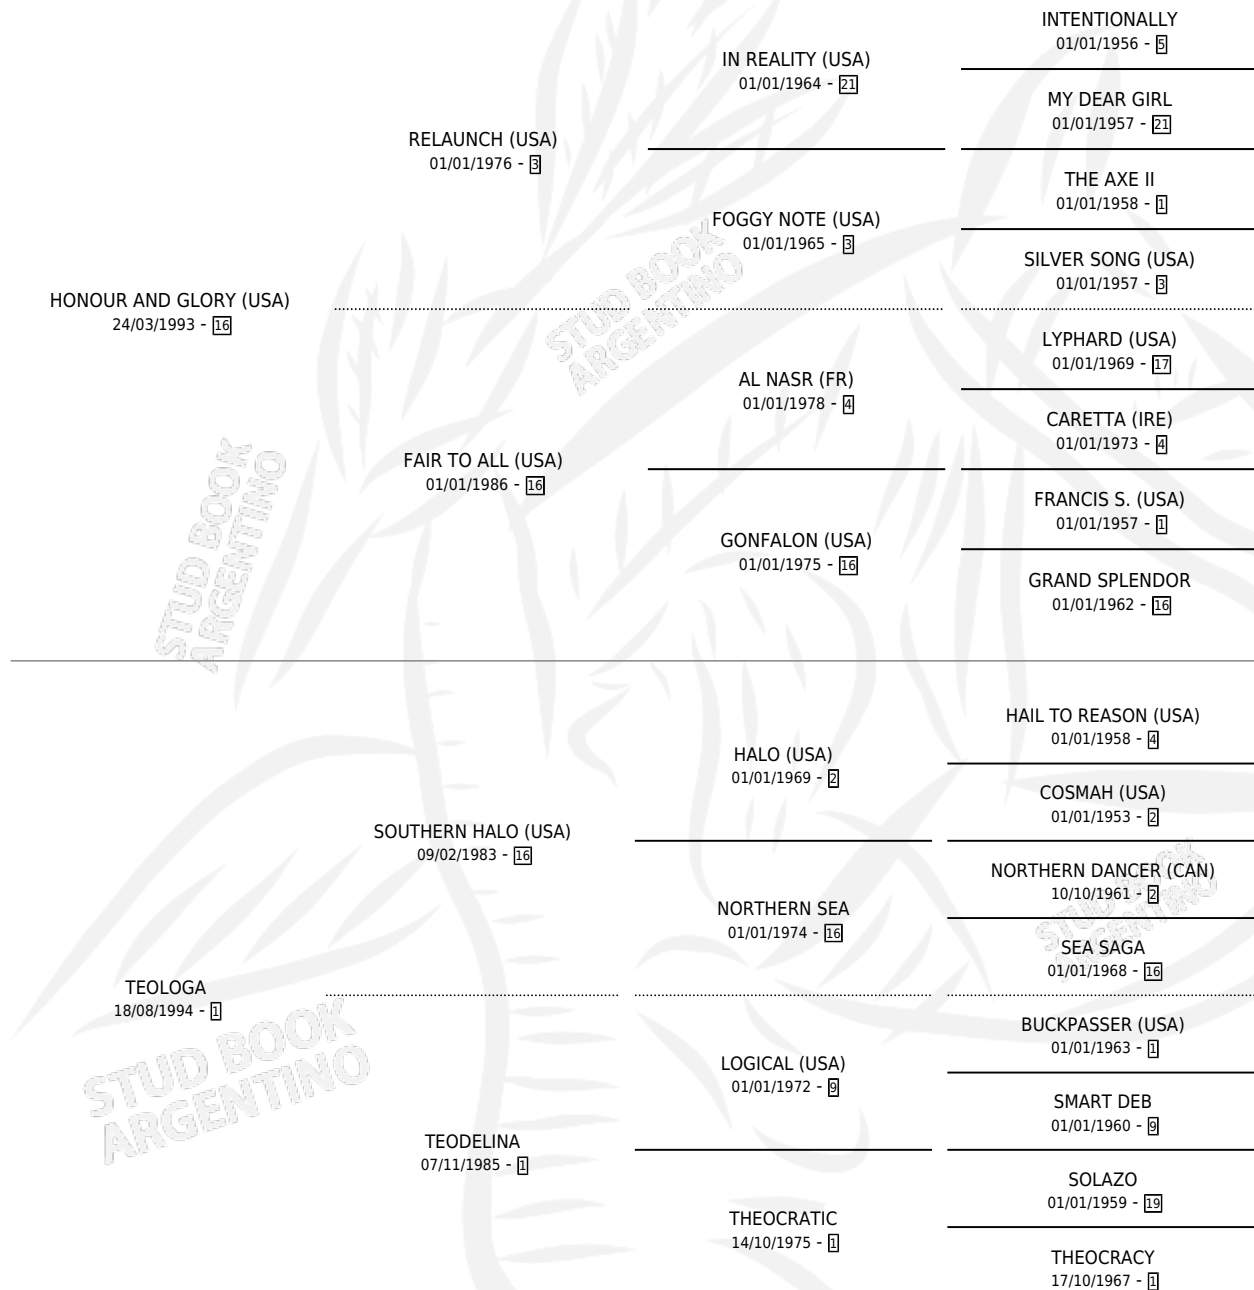 INTENTIONALLY
01/01/1956 - 5
IN REALITY (USA)
01/01/1964 - 21
MY DEAR GIRL
01/01/1957 - 21
RELAUNCH (USA)
01/01/1976 - 3
THE AXE II
01/01/1958 - 1
FOGGY NOTE (USA)
01/01/1965 - 3
SILVER SONG (USA)
01/01/1957 - 3
HONOUR AND GLORY (USA)
24/03/1993 - 16
LYPHARD (USA)
01/01/1969 - 17
AL NASR (FR)
01/01/1978 - 4
CARETTA (IRE)
01/01/1973 - 4
FAIR TO ALL (USA)
01/01/1986 - 16
FRANCIS S. (USA)
01/01/1957 - 1
GONFALON (USA)
01/01/1975 - 16
GRAND SPLENDOR
01/01/1962 - 16
HAIL TO REASON (USA)
01/01/1958 - 4
HALO (USA)
01/01/1969 - 2
COSMAH (USA)
01/01/1953 - 2
SOUTHERN HALO (USA)
09/02/1983 - 16
NORTHERN DANCER (CAN)
10/10/1961 - 2
NORTHERN SEA
01/01/1974 - 16
SEA SAGA
01/01/1968 - 16
TEOLOGA
18/08/1994 - 1
BUCKPASSER (USA)
01/01/1963 - 1
LOGICAL (USA)
01/01/1972 - 9
SMART DEB
01/01/1960 - 9
TEODELINA
07/11/1985 - 1
SOLAZO
01/01/1959 - 19
THEOCRATIC
14/10/1975 - 1
THEOCRACY
17/10/1967 - 1
STUD BOOK
ARGENTINO
STUD BOOK
ARGENTINO
STUD BOOK
ARGENTINO
STUD BOOK
ARGENTINO